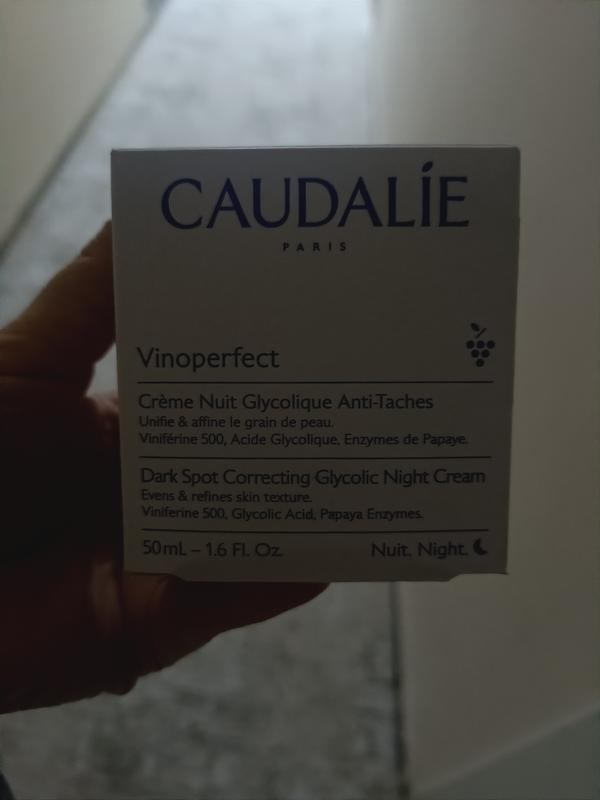 CAUDALÍE
PARIS
Vinoperfect
Crème Nuit Glycolique Anti-Taches
Unifie & affine le grain de peau.
Viniférine 500, Acide Glycolique, Enzymes de Papaye.
Dark Spot Correcting Glycolic Night Cream
Evens & refines skin texture.
Viniferine 500, Glycolic Acid, Papaya Enzymes.
50mL – 1.6 Fl. Oz. Nuit. Night.